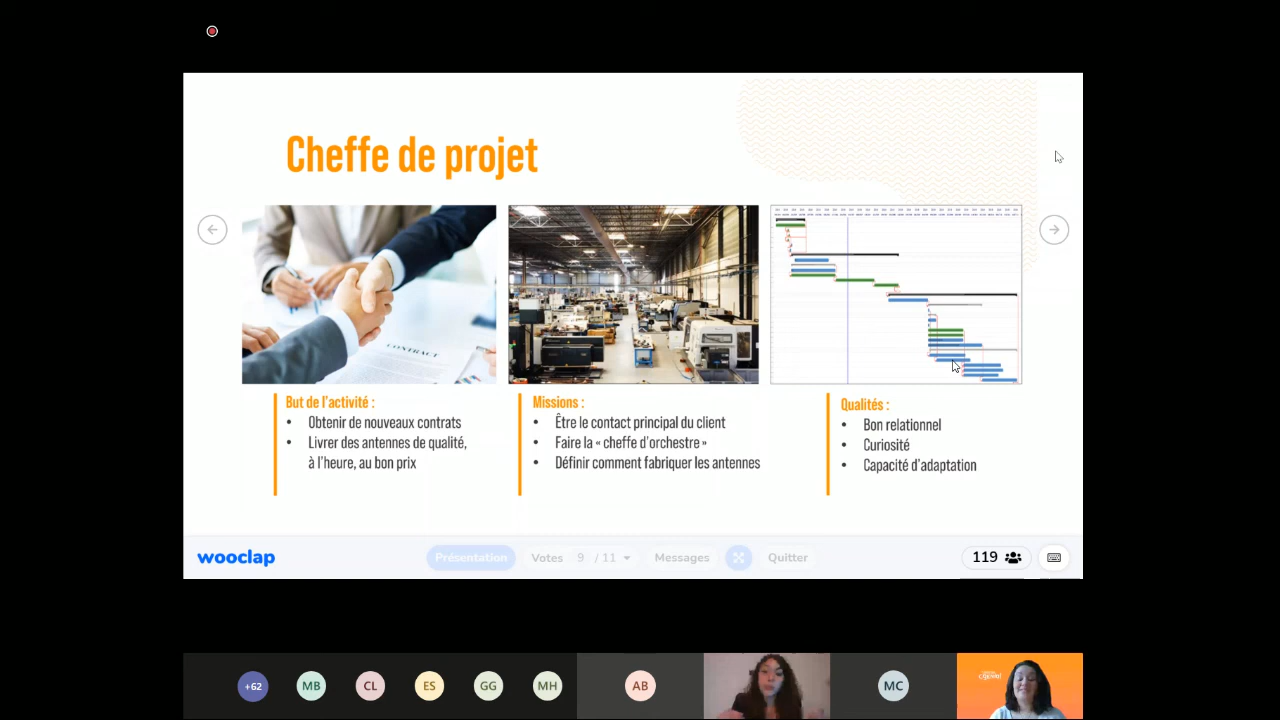 Cheffe de projet
CONTRACT
But de l'activité :
• Obtenir de nouveaux contrats
• Livrer des antennes de qualité,
à l'heure, au bon prix
Missions :
• Être le contact principal du client
• Faire la « cheffe d'orchestre »
• Définir comment fabriquer les antennes
Qualités :
• Bon relationnel
• Curiosité
• Capacité d'adaptation
wooclap
Présentation
Votes 9 / 11
Messages
Quitter
119
+62
MB
CL
ES
GG
MH
AB
MC